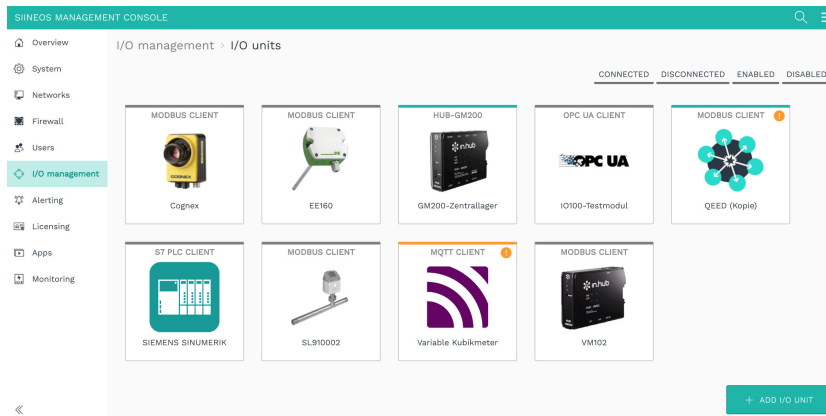 SIINEOS MANAGEMENT CONSOLE
Overview
System
Networks
Firewall
Users
I/O management
Alerting
Licensing
Apps
Monitoring
I/O management > I/O units
CONNECTED DISCONNECTED ENABLED DISABLED
MODBUS CLIENT
COGNEX
Cognex
MODBUS CLIENT
EE160
HUB-GM200
in.hub
GM200-Zentrallager
OPC UA CLIENT
OPC UA
IO100-Testmodul
MODBUS CLIENT
QEED (Kopie)
S7 PLC CLIENT
SIEMENS SINUMERIK
MODBUS CLIENT
SL910002
MQTT CLIENT
Variable Kubikmeter
MODBUS CLIENT
in.hub
VM102
+ ADD I/O UNIT